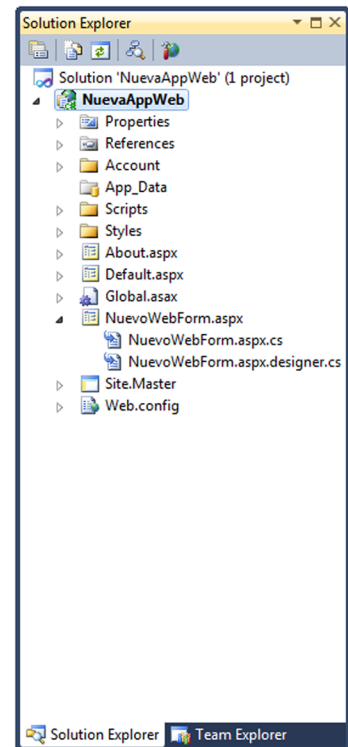 Solution Explorer
Solution 'NuevaAppWeb' (1 project)
NuevaAppWeb
Properties
References
Account
App_Data
Scripts
Styles
About.aspx
Default.aspx
Global.asax
NuevoWebForm.aspx
NuevoWebForm.aspx.cs
NuevoWebForm.aspx.designer.cs
Site.Master
Web.config
Solution Explorer Team Explorer